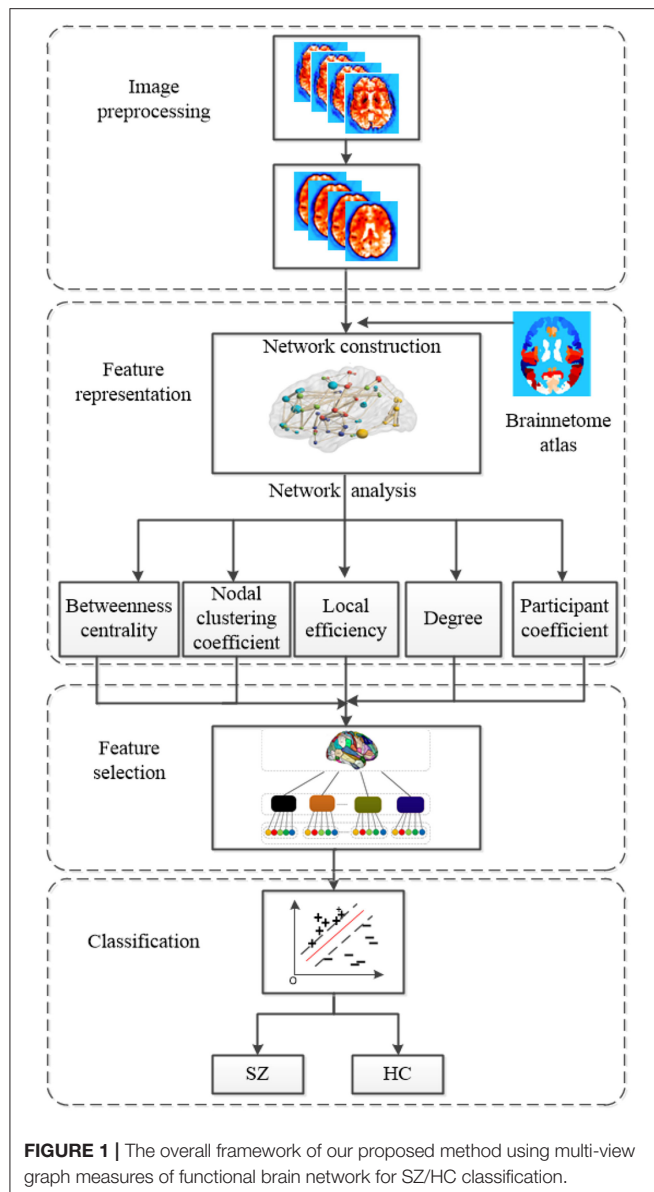 Image
preprocessing
Feature
representation
Network construction
Brainnetome
atlas
Network analysis
Betweenness
centrality
Nodal
clustering
coefficient
Local
efficiency
Degree
Participant
coefficient
Feature
selection
Classification
O
SZ
HC
FIGURE 1 | The overall framework of our proposed method using multi-view
graph measures of functional brain network for SZ/HC classification.